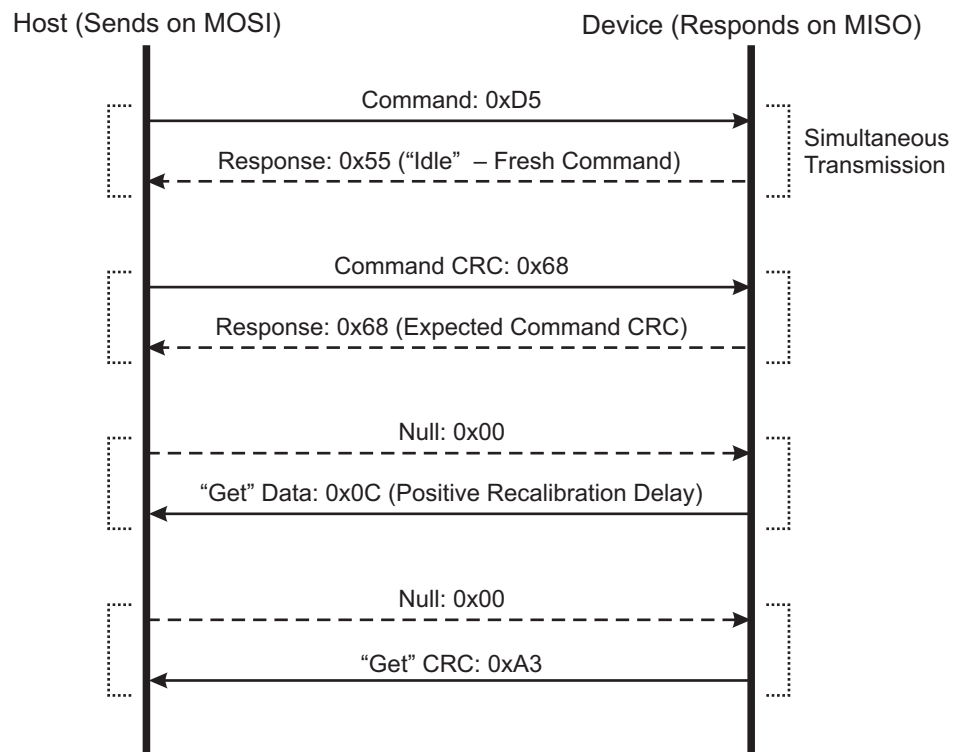 Host (Sends on MOSI)
Device (Responds on MISO)
Command: 0xD5
Response: 0x55 (“Idle” – Fresh Command)
Simultaneous
Transmission
Command CRC: 0x68
Response: 0x68 (Expected Command CRC)
Null: 0x00
“Get” Data: 0x0C (Positive Recalibration Delay)
Null: 0x00
“Get” CRC: 0xA3